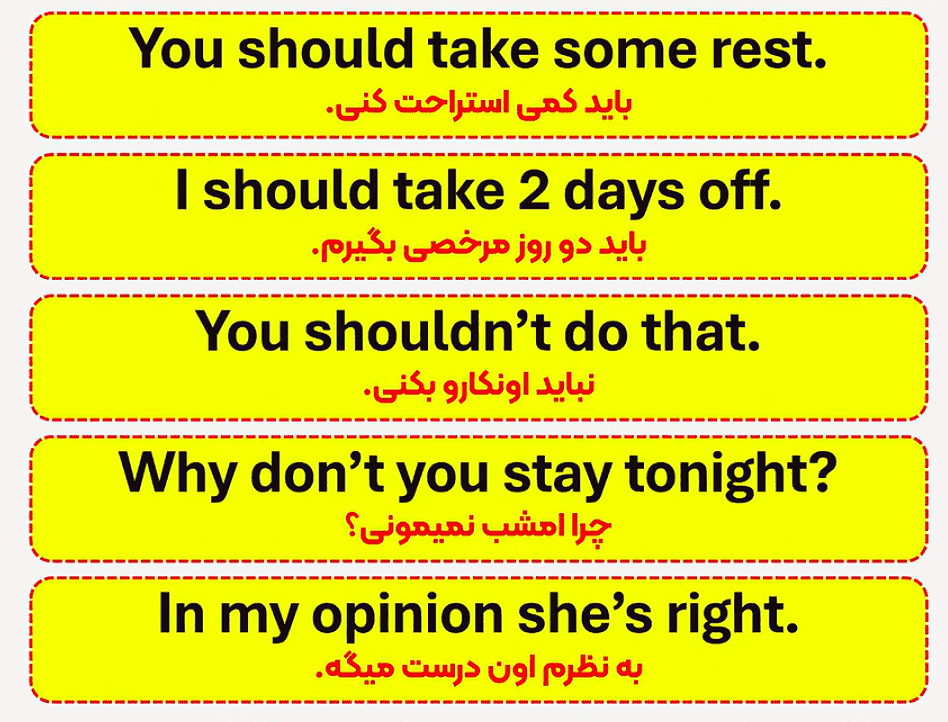 You should take some rest.
باید کمی استراحت کنی.
I should take 2 days off.
باید دو روز مرخصی بگیرم.
You shouldn’t do that.
نباید اونکارو بکنی.
Why don’t you stay tonight?
چرا امشب نمیمونی؟
In my opinion she’s right.
به نظرم اون درست میگه.